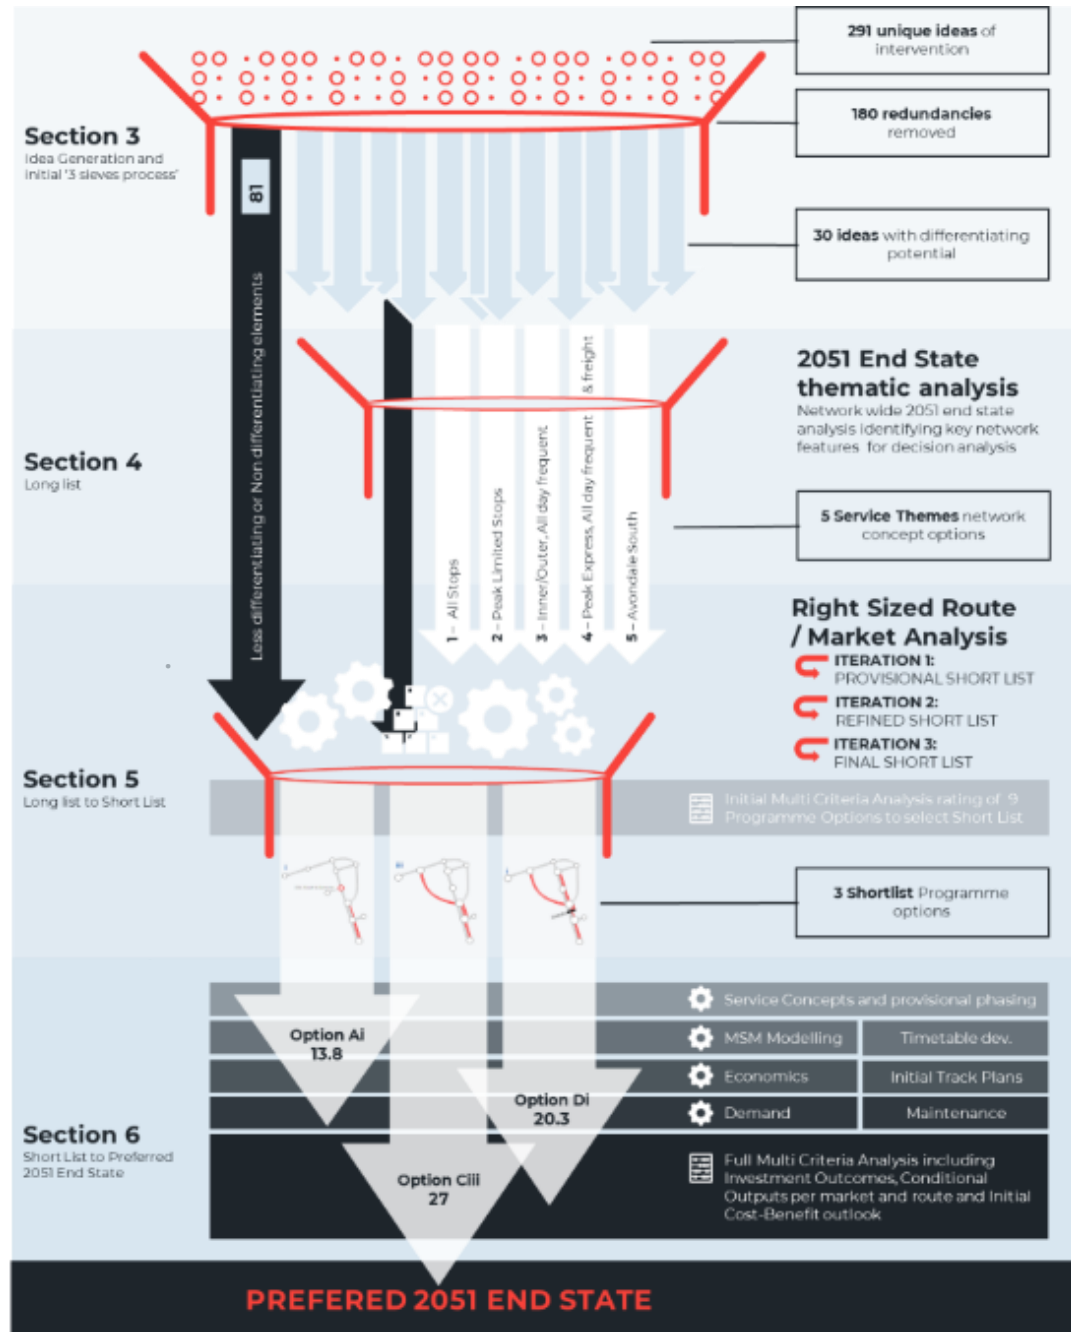 291 unique ideas of
intervention
180 redundancies
removed
Section 3
Idea Generation and
initial '3 sieves process'
81
30 ideas with differentiating
potential
Less differentiating or Non differentiating elements
2051 End State
thematic analysis
Network wide 2051 end state
analysis identifying key network
features for decision analysis
Section 4
Long list
1 – All Stops
2 – Peak Limited Stops
3 – Inner/Outer, All day frequent
4 – Peak Express, All day frequent & freight
5 – Avondale South
5 Service Themes network
concept options
Right Sized Route
/ Market Analysis
ITERATION 1:
PROVISIONAL SHORT LIST
ITERATION 2:
REFINED SHORT LIST
ITERATION 3:
FINAL SHORT LIST
Section 5
Long list to Short List
Initial Multi Criteria Analysis rating of 9
Programme Options to select Short List
3 Shortlist Programme
options
Service Concepts and provisional phasing
Option Ai
13.8
MSM Modelling
Timetable dev.
Economics
Initial Track Plans
Option Di
20.3
Demand
Maintenance
Section 6
Short List to Preferred
2051 End State
Option Ciii
27
Full Multi Criteria Analysis including
Investment Outcomes, Conditional
Outputs per market and route and Initial
Cost-Benefit outlook
PREFERED 2051 END STATE